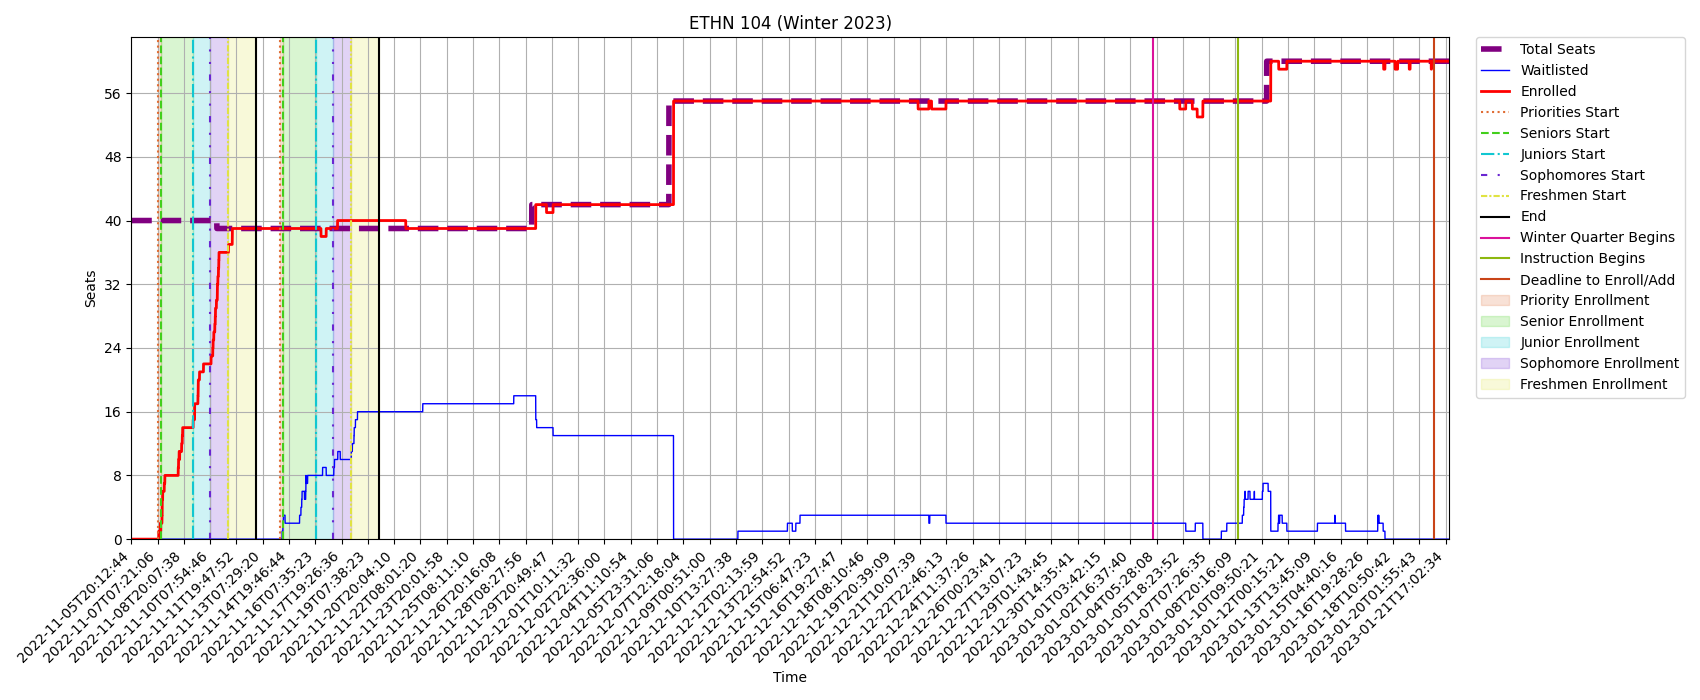 ETHN 104 (Winter 2023)
Seats
56
48
40
32
24
16
8
0
2022-11-05T20:12:44
2022-11-07T07:21:06
2022-11-08T20:07:38
2022-11-10T07:54:46
2022-11-11T19:47:52
2022-11-13T07:29:20
2022-11-14T19:46:44
2022-11-16T07:35:23
2022-11-17T19:26:36
2022-11-19T07:38:23
2022-11-20T20:04:10
2022-11-22T08:01:20
2022-11-23T20:01:58
2022-11-25T08:11:10
2022-11-26T20:16:08
2022-11-28T08:27:56
2022-11-29T20:49:47
2022-12-01T10:11:32
2022-12-02T22:36:00
2022-12-04T11:10:54
2022-12-05T23:31:06
2022-12-07T12:18:04
2022-12-09T00:51:00
2022-12-10T13:27:38
2022-12-12T02:13:59
2022-12-13T22:54:52
2022-12-15T06:47:23
2022-12-16T19:27:47
2022-12-18T08:10:46
2022-12-19T20:39:09
2022-12-21T10:07:39
2022-12-22T22:46:13
2022-12-24T11:37:26
2022-12-26T00:23:41
2022-12-27T13:07:23
2022-12-29T01:43:45
2022-12-30T14:35:41
2023-01-01T03:42:15
2023-01-02T16:37:40
2023-01-04T05:28:08
2023-01-05T18:23:52
2023-01-07T07:26:35
2023-01-08T20:16:09
2023-01-10T09:50:21
2023-01-12T00:15:21
2023-01-13T13:45:09
2023-01-15T04:40:16
2023-01-16T19:28:26
2023-01-18T10:50:42
2023-01-20T01:55:43
2023-01-21T17:02:34
Time
Total Seats
Waitlisted
Enrolled
Priorities Start
Seniors Start
Juniors Start
Sophomores Start
Freshmen Start
End
Winter Quarter Begins
Instruction Begins
Deadline to Enroll/Add
Priority Enrollment
Senior Enrollment
Junior Enrollment
Sophomore Enrollment
Freshmen Enrollment